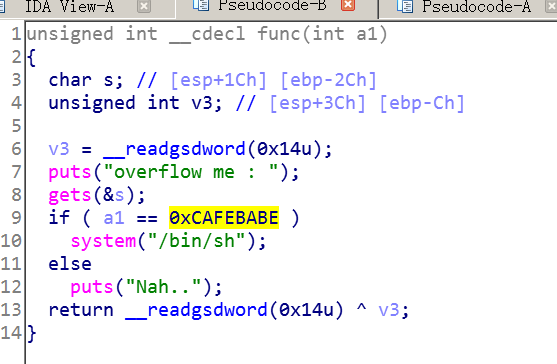 IDA View-A Pseudocode-B Pseudocode-A
1 unsigned int __cdecl func(int a1)
2 {
3 char s; // [esp+1Ch] [ebp-2Ch]
4 unsigned int v3; // [esp+3Ch] [ebp-Ch]
5
6 v3 = __readgsdword(0x14u);
7 puts("overflow me : ");
8 gets(&s);
9 if ( a1 == 0xCAFEBABE )
10 system("/bin/sh");
11 else
12 puts("Nah..");
13 return __readgsdword(0x14u) ^ v3;
14 }